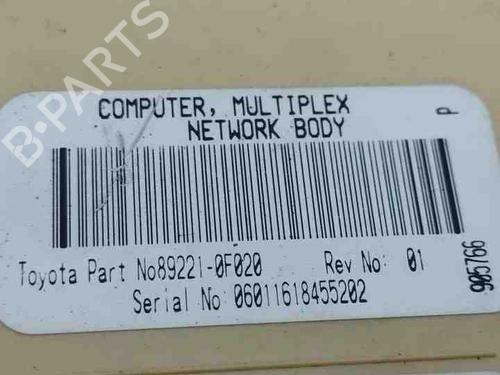 COMPUTER, MULTIPLEX
NETWORK BODY
P
Toyota Part No89221-0F020 Rev No: 01
Serial No:06011618455202
905766
B-PARTS